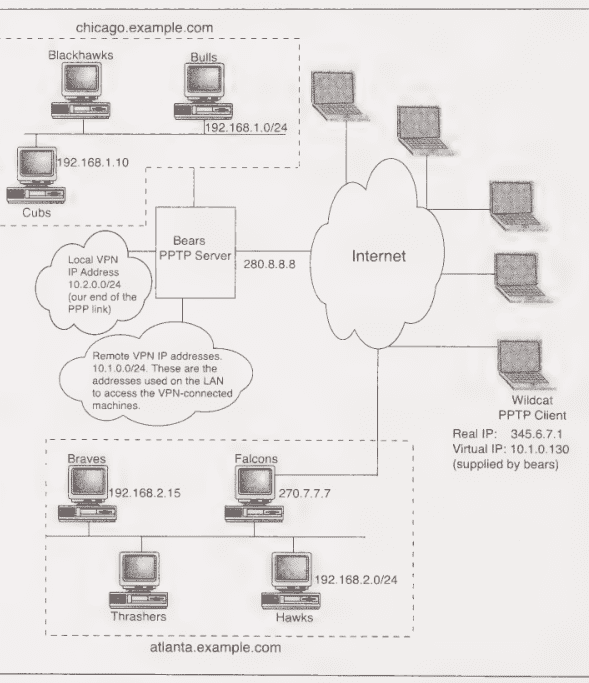 chicago.example.com
Blackhawks
Bulls
192.168.1.0/24
192.168.1.10
Cubs
Bears
PPTP Server
280.8.8.8
Internet
Local VPN
IP Address
10.2.0.0/24
(our end of the
PPP link)
Remote VPN IP addresses.
10.1.0.0/24. These are the
addresses used on the LAN
to access the VPN-connected
machines.
Wildcat
PPTP Client
Real IP: 345.6.7.1
Virtual IP: 10.1.0.130
(supplied by bears)
Braves
192.168.2.15
Falcons
270.7.7.7
Thrashers
192.168.2.0/24
Hawks
atlanta.example.com